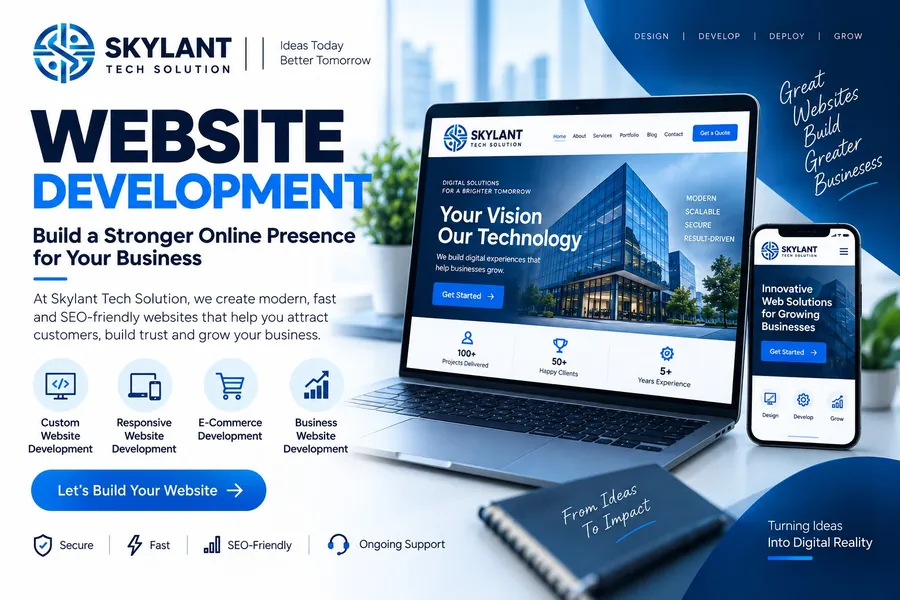 SKYLANT
TECH SOLUTION
Ideas Today
Better Tomorrow
DESIGN | DEVELOP | DEPLOY | GROW
Great
Websites
Build
Greater
Businesess
WEBSITE
DEVELOPMENT
Build a Stronger Online Presence
for Your Business
At Skylant Tech Solution, we create modern, fast
and SEO-friendly websites that help you attract
customers, build trust and grow your business.
Custom
Website
Development
Responsive
Website
Development
E-Commerce
Development
Business
Website
Development
Let's Build Your Website
Secure
Fast
SEO-Friendly
Ongoing Support
SKYLANT
TECH SOLUTION
Home About Services Portfolio Blog Contact
Get a Quote
DIGITAL SOLUTIONS
FOR A BRIGHTER TOMORROW
Your Vision
Our Technology
We build digital experiences that
help businesses grow.
Get Started
MODERN
SCALABLE
SECURE
RESULT-DRIVEN
100+
Projects Delivered
50+
Happy Clients
5+
Years Experience
SKYLANT
TECH SOLUTION
Innovative
Web Solutions
for Growing
Businesses
Get Started
Design
Develop
Grow
From Ideas
To Impact
Turning Ideas
Into Digital Reality